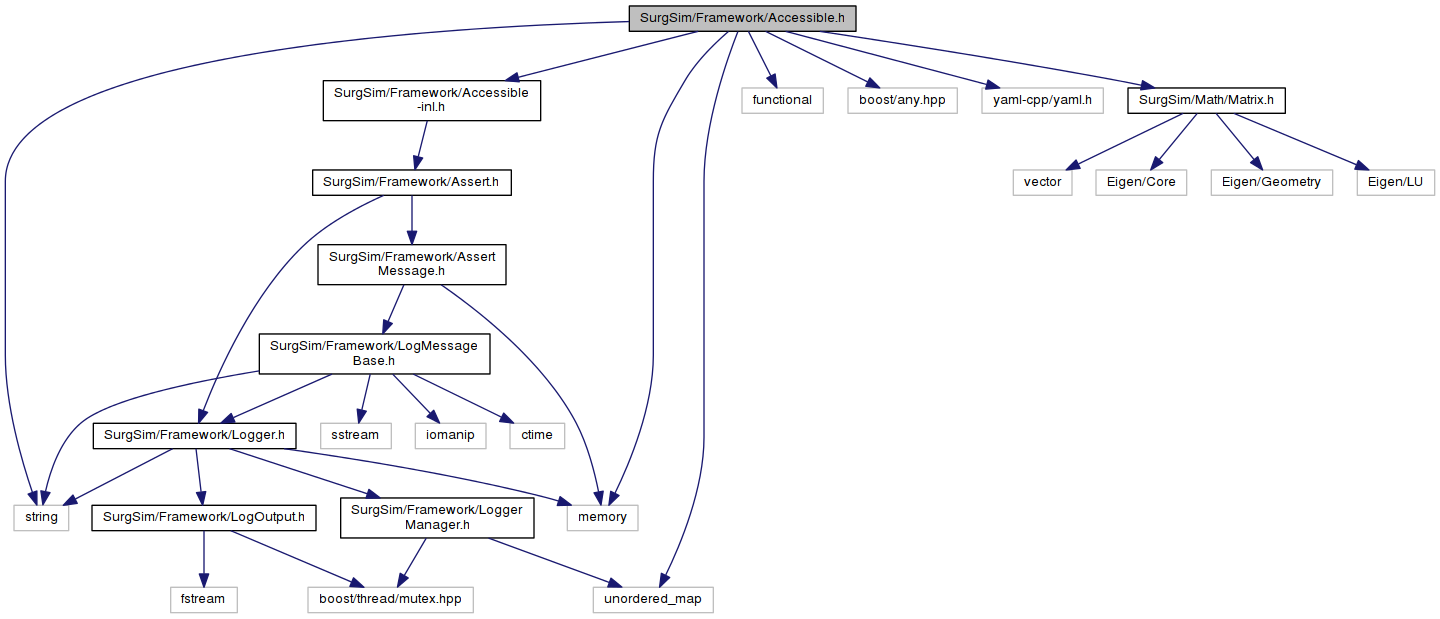 SurgSim/Framework/Accessible.h
SurgSim/Framework/Accessible
-inl.h
functional
boost/any.hpp
yaml-cpp/yaml.h
SurgSim/Math/Matrix.h
SurgSim/Framework/Assert.h
vector
Eigen/Core
Eigen/Geometry
Eigen/LU
SurgSim/Framework/Assert
Message.h
SurgSim/Framework/LogMessage
Base.h
SurgSim/Framework/Logger.h
sstream
iomanip
ctime
string
SurgSim/Framework/LogOutput.h
SurgSim/Framework/Logger
Manager.h
memory
fstream
boost/thread/mutex.hpp
unordered_map